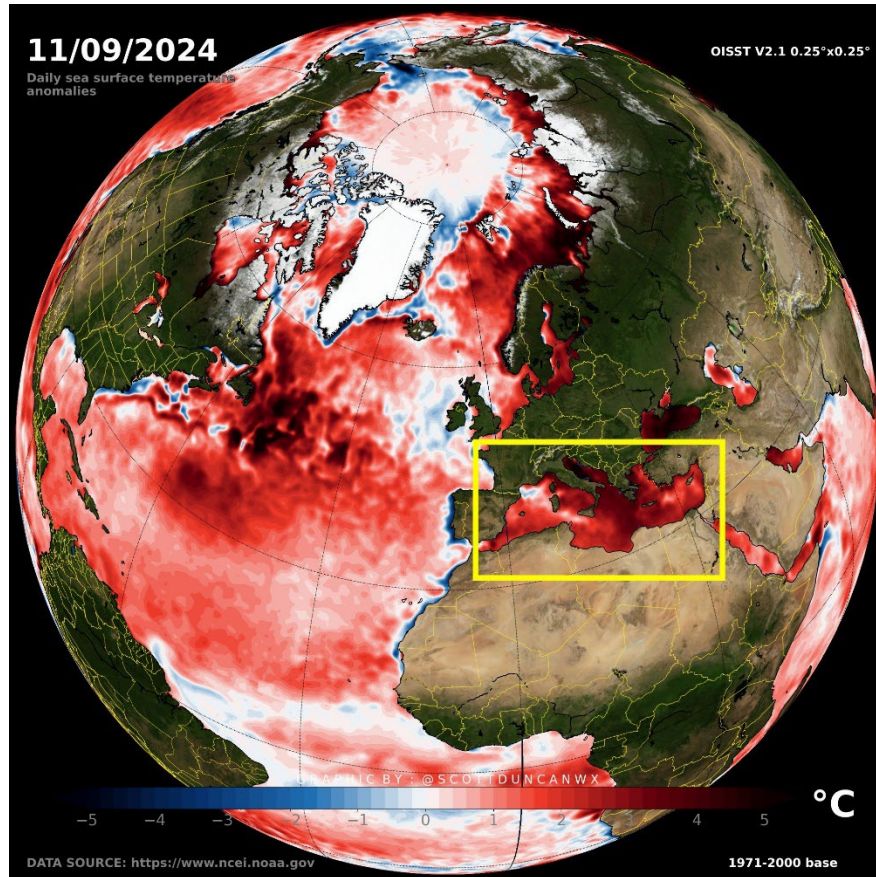 11/09/2024
OISST V2.1 0.25°x0.25°
Daily sea surface temperature
anomalies
GRAPHIC BY : @SCOTTDUNCANWX
°C
−5 −4 −3 −2 −1 0 1 2 3 4 5
DATA SOURCE: https://www.ncei.noaa.gov
1971-2000 base